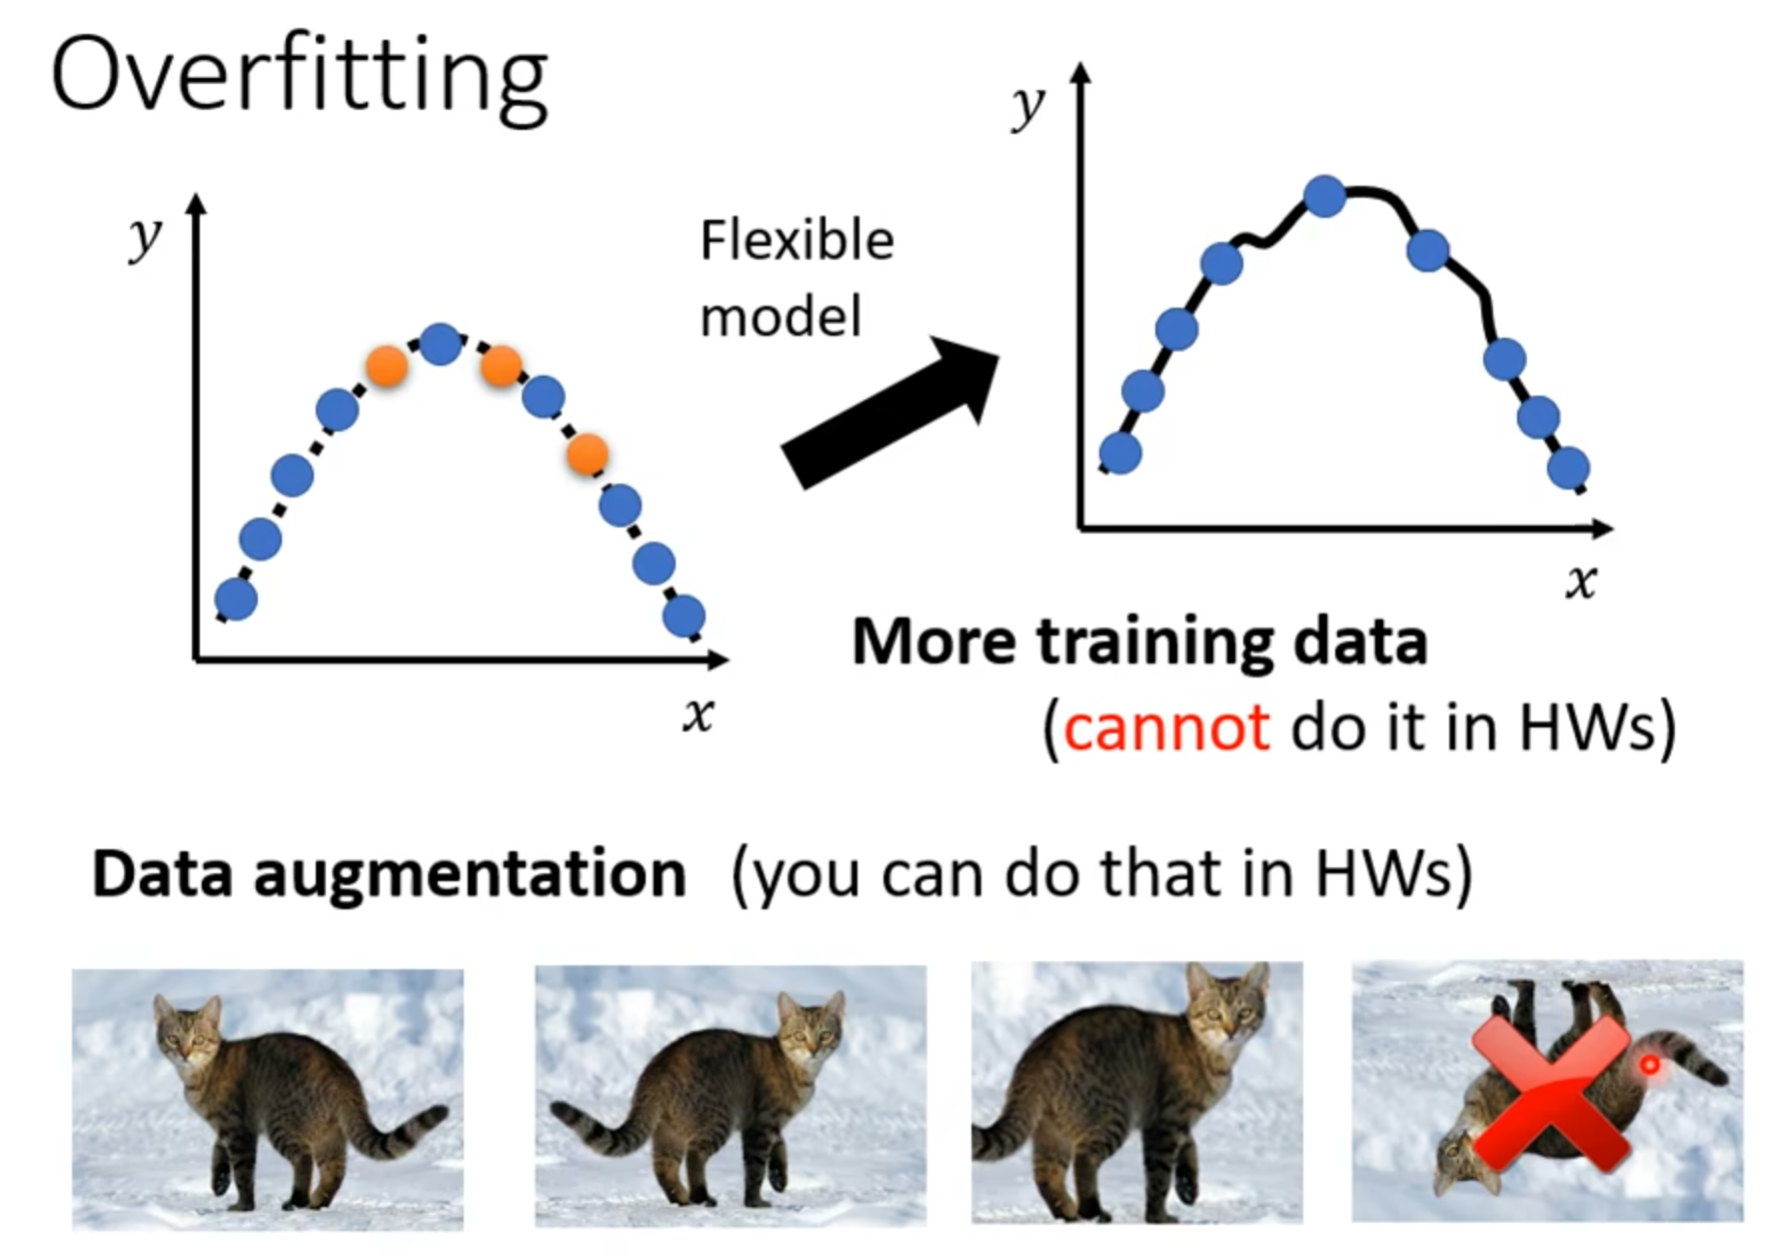 Overfitting
y
x
Flexible
model
y
x
More training data
(cannot do it in HWs)
Data augmentation (you can do that in HWs)